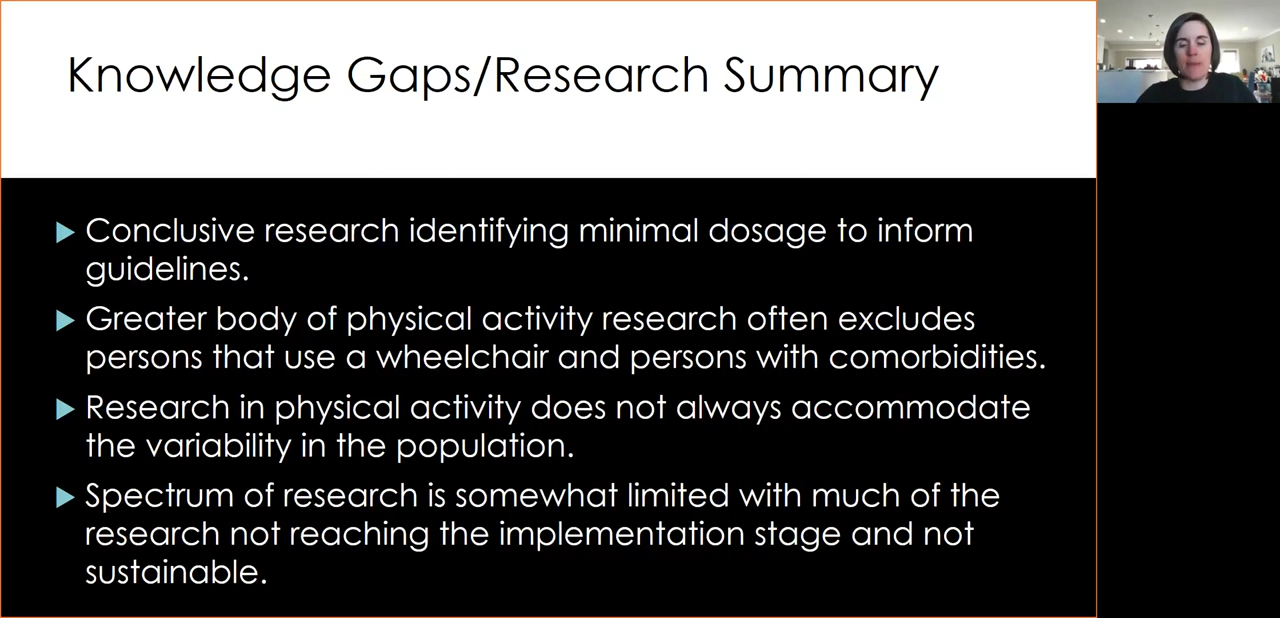 Knowledge Gaps/Research Summary
Conclusive research identifying minimal dosage to inform
guidelines.
Greater body of physical activity research often excludes
persons that use a wheelchair and persons with comorbidities.
Research in physical activity does not always accommodate
the variability in the population.
Spectrum of research is somewhat limited with much of the
research not reaching the implementation stage and not
sustainable.